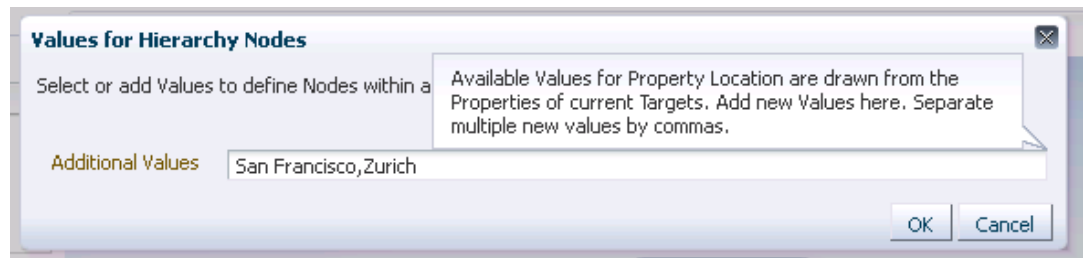 Values for Hierarchy Nodes
Select or add Values to define Nodes within a
Available Values for Property Location are drawn from the
Properties of current Targets. Add new Values here. Separate
multiple new values by commas.
Additional Values San Francisco,Zurich
OK Cancel